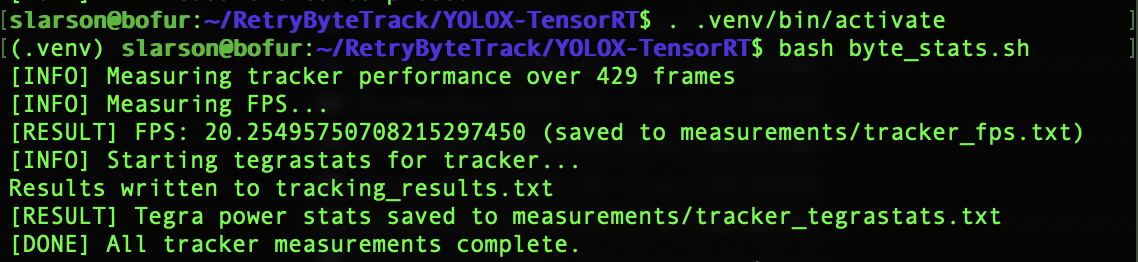 [slarson@bofur:~/RetryByteTrack/YOLOX-TensorRT$ . .venv/bin/activate ]
[(.venv) slarson@bofur:~/RetryByteTrack/YOLOX-TensorRT$ bash byte_stats.sh ]
[INFO] Measuring tracker performance over 429 frames
[INFO] Measuring FPS...
[RESULT] FPS: 20.25495750708215297450 (saved to measurements/tracker_fps.txt)
[INFO] Starting tegrastats for tracker...
Results written to tracking_results.txt
[RESULT] Tegra power stats saved to measurements/tracker_tegrastats.txt
[DONE] All tracker measurements complete.